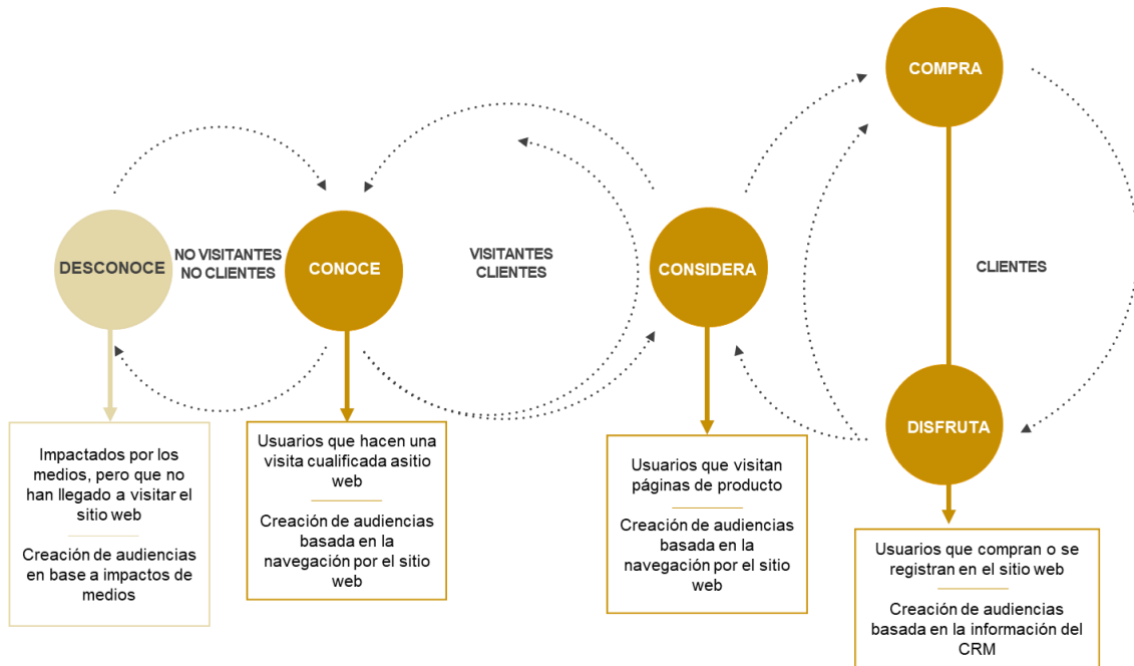 COMPRA
DESCONOCE
NO VISITANTES
NO CLIENTES
CONOCE
VISITANTES
CLIENTES
CONSIDERA
CLIENTES
DISFRUTA
Impactados por los
medios, pero que no
han llegado a visitar el
sitio web
Creación de audiencias
en base a impactos de
medios
Usuarios que hacen una
visita cualificada asitio
web
Creación de audiencias
basada en la
navegación por el sitio
web
Usuarios que visitan
páginas de producto
Creación de audiencias
basada en la
navegación por el sitio
web
Usuarios que compran o se
registran en el sitio web
Creación de audiencias
basada en la información del
CRM